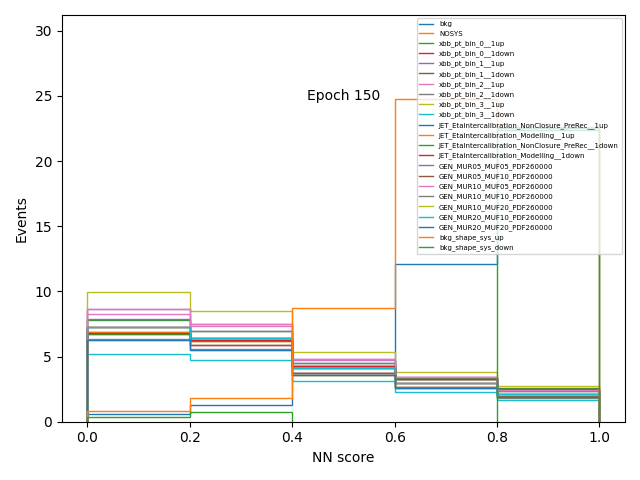 30
25
20
15
10
5
0
Events
Epoch 150
bkg
NOSYS
xbb_pt_bin_0__1up
xbb_pt_bin_0__1down
xbb_pt_bin_1__1up
xbb_pt_bin_1__1down
xbb_pt_bin_2__1up
xbb_pt_bin_2__1down
xbb_pt_bin_3__1up
xbb_pt_bin_3__1down
JET_EtaIntercalibration_NonClosure_PreRec__1up
JET_EtaIntercalibration_Modelling__1up
JET_EtaIntercalibration_NonClosure_PreRec__1down
JET_EtaIntercalibration_Modelling__1down
GEN_MUR05_MUF05_PDF260000
GEN_MUR05_MUF10_PDF260000
GEN_MUR10_MUF05_PDF260000
GEN_MUR10_MUF10_PDF260000
GEN_MUR10_MUF20_PDF260000
GEN_MUR20_MUF10_PDF260000
GEN_MUR20_MUF20_PDF260000
bkg_shape_sys_up
bkg_shape_sys_down
0.0 0.2 0.4 0.6 0.8 1.0
NN score